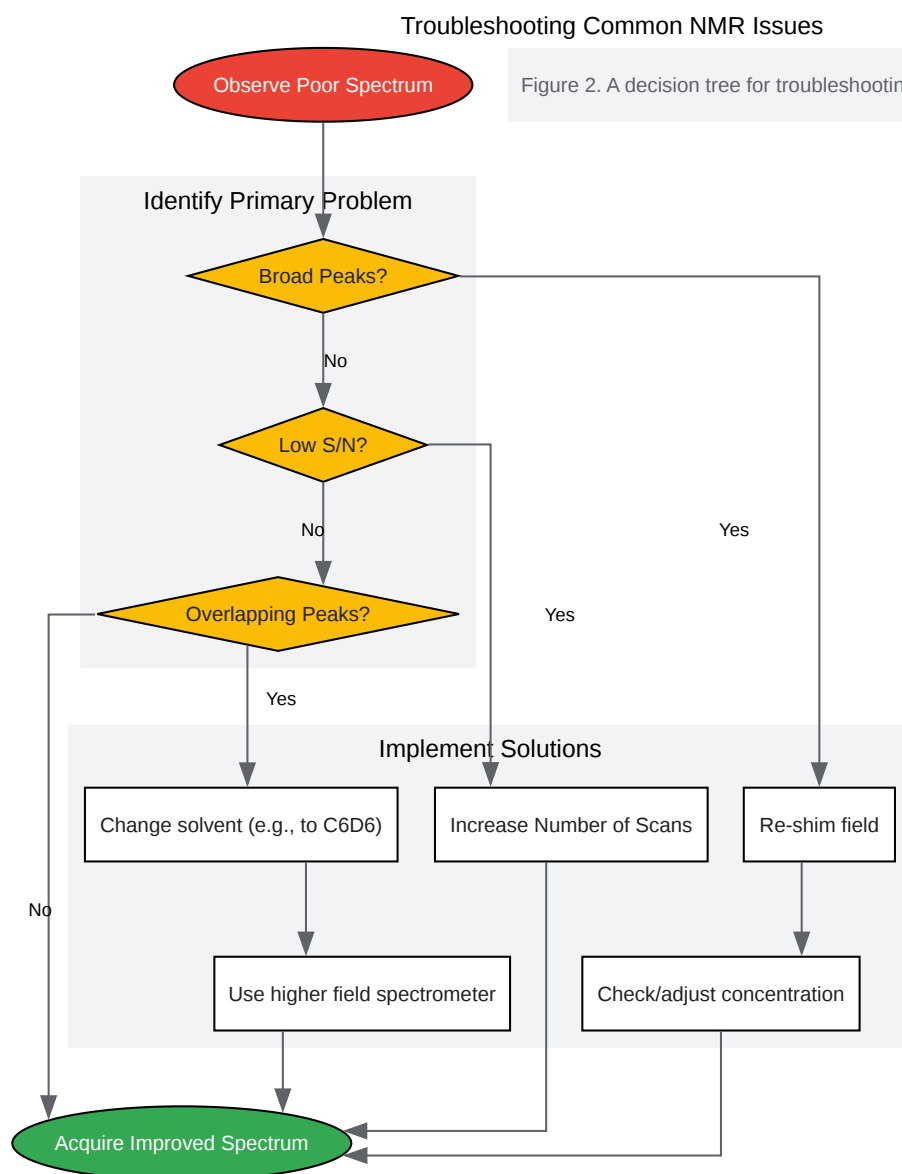 Troubleshooting Common NMR Issues
Observe Poor Spectrum
Figure 2. A decision tree for troubleshootin
Identify Primary Problem
Broad Peaks?
No
Low S/N?
No
Yes
Overlapping Peaks?
Yes
Yes
Implement Solutions
Change solvent (e.g., to C6D6)
Increase Number of Scans
Re-shim field
No
Use higher field spectrometer
Check/adjust concentration
Acquire Improved Spectrum